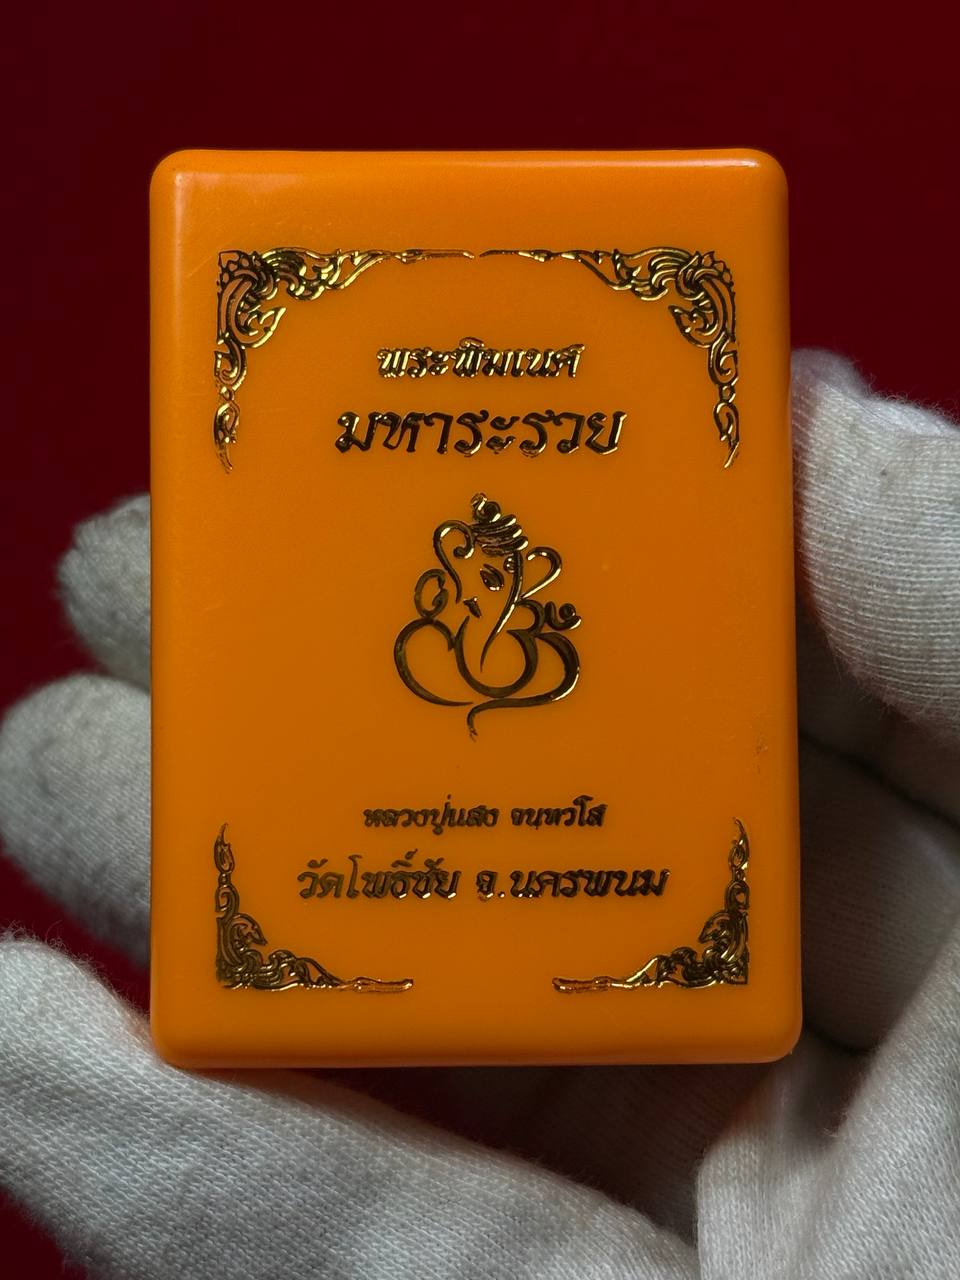 พระพิฆเนศ
มหาระรวย
หลวงปู่แสง จนฺทวํโส
วัดโพธิ์ชัย จ.นครพนม